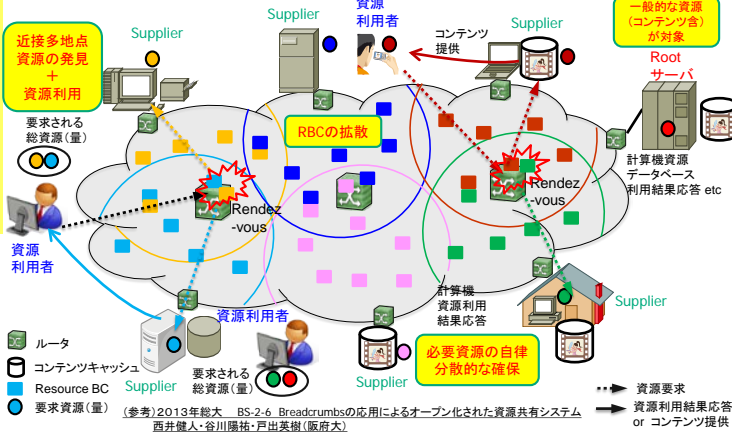 近接多地点
資源の発見
＋
資源利用
Supplier
Supplier
資源
利用者
コンテンツ
提供
Supplier
一般的な資源
（コンテンツ含）
が対象
Root
サーバ
要求される
総資源（量）
RBCの拡散
計算機資源
データベース
利用結果応答 etc
Rendez
-vous
Rendez
-vous
資源
利用者
資源利用者
計算機
資源利用
結果応答
Supplier
Supplier
要求される
総資源（量）
Supplier
必要資源の自律
分散的な確保
ルータ
コンテンツキャッシュ
Resource BC
要求資源（量）
資源要求
資源利用結果応答
or コンテンツ提供
（参考）２０１３年総大　BS-2-6 Breadcrumbsの応用によるオープン化された資源共有システム
西井健人・谷川陽祐・戸出英樹（阪府大）